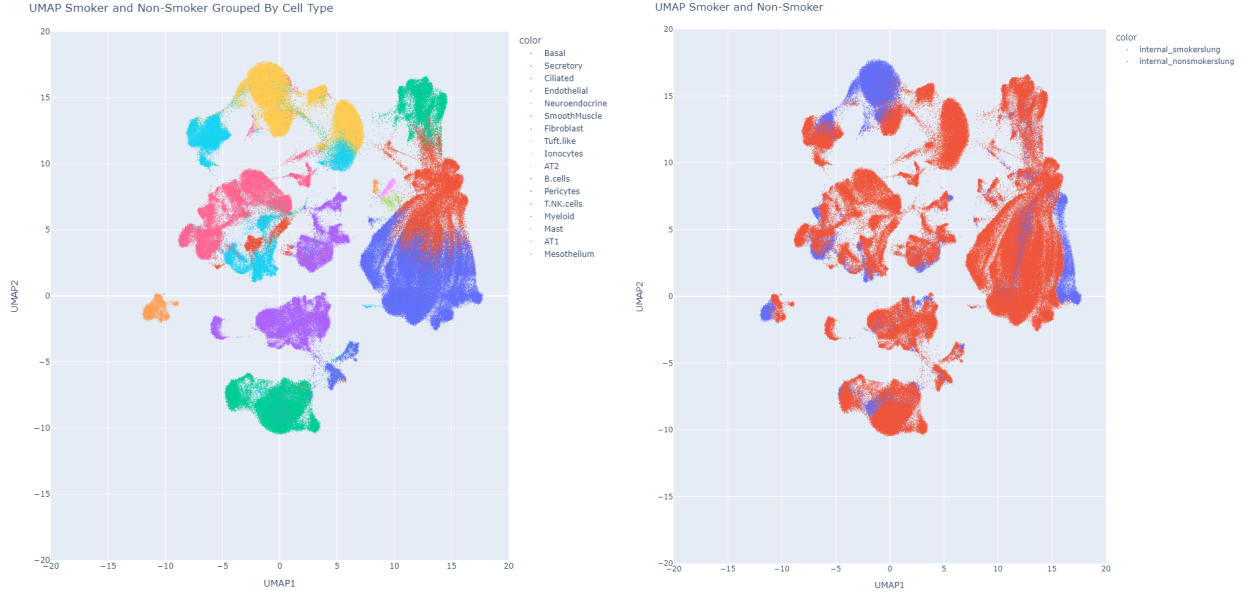 UMAP Smoker and Non-Smoker Grouped By Cell Type
20
15
10
5
0
−5
−10
−15
−20
UMAP2
−20 −15 −10 −5 0 5 10 15 20
UMAP1
color
Basal
Secretory
Ciliated
Endothelial
Neuroendocrine
SmoothMuscle
Fibroblast
Tuft.like
Ionocytes
AT2
B.cells
Pericytes
T.NK.cells
Myeloid
Mast
AT1
Mesothelium
UMAP Smoker and Non-Smoker
20
15
10
5
0
−5
−10
−15
−20
UMAP2
−20 −15 −10 −5 0 5 10 15 20
UMAP1
color
internal_smokerslung
internal_nonsmokerslung